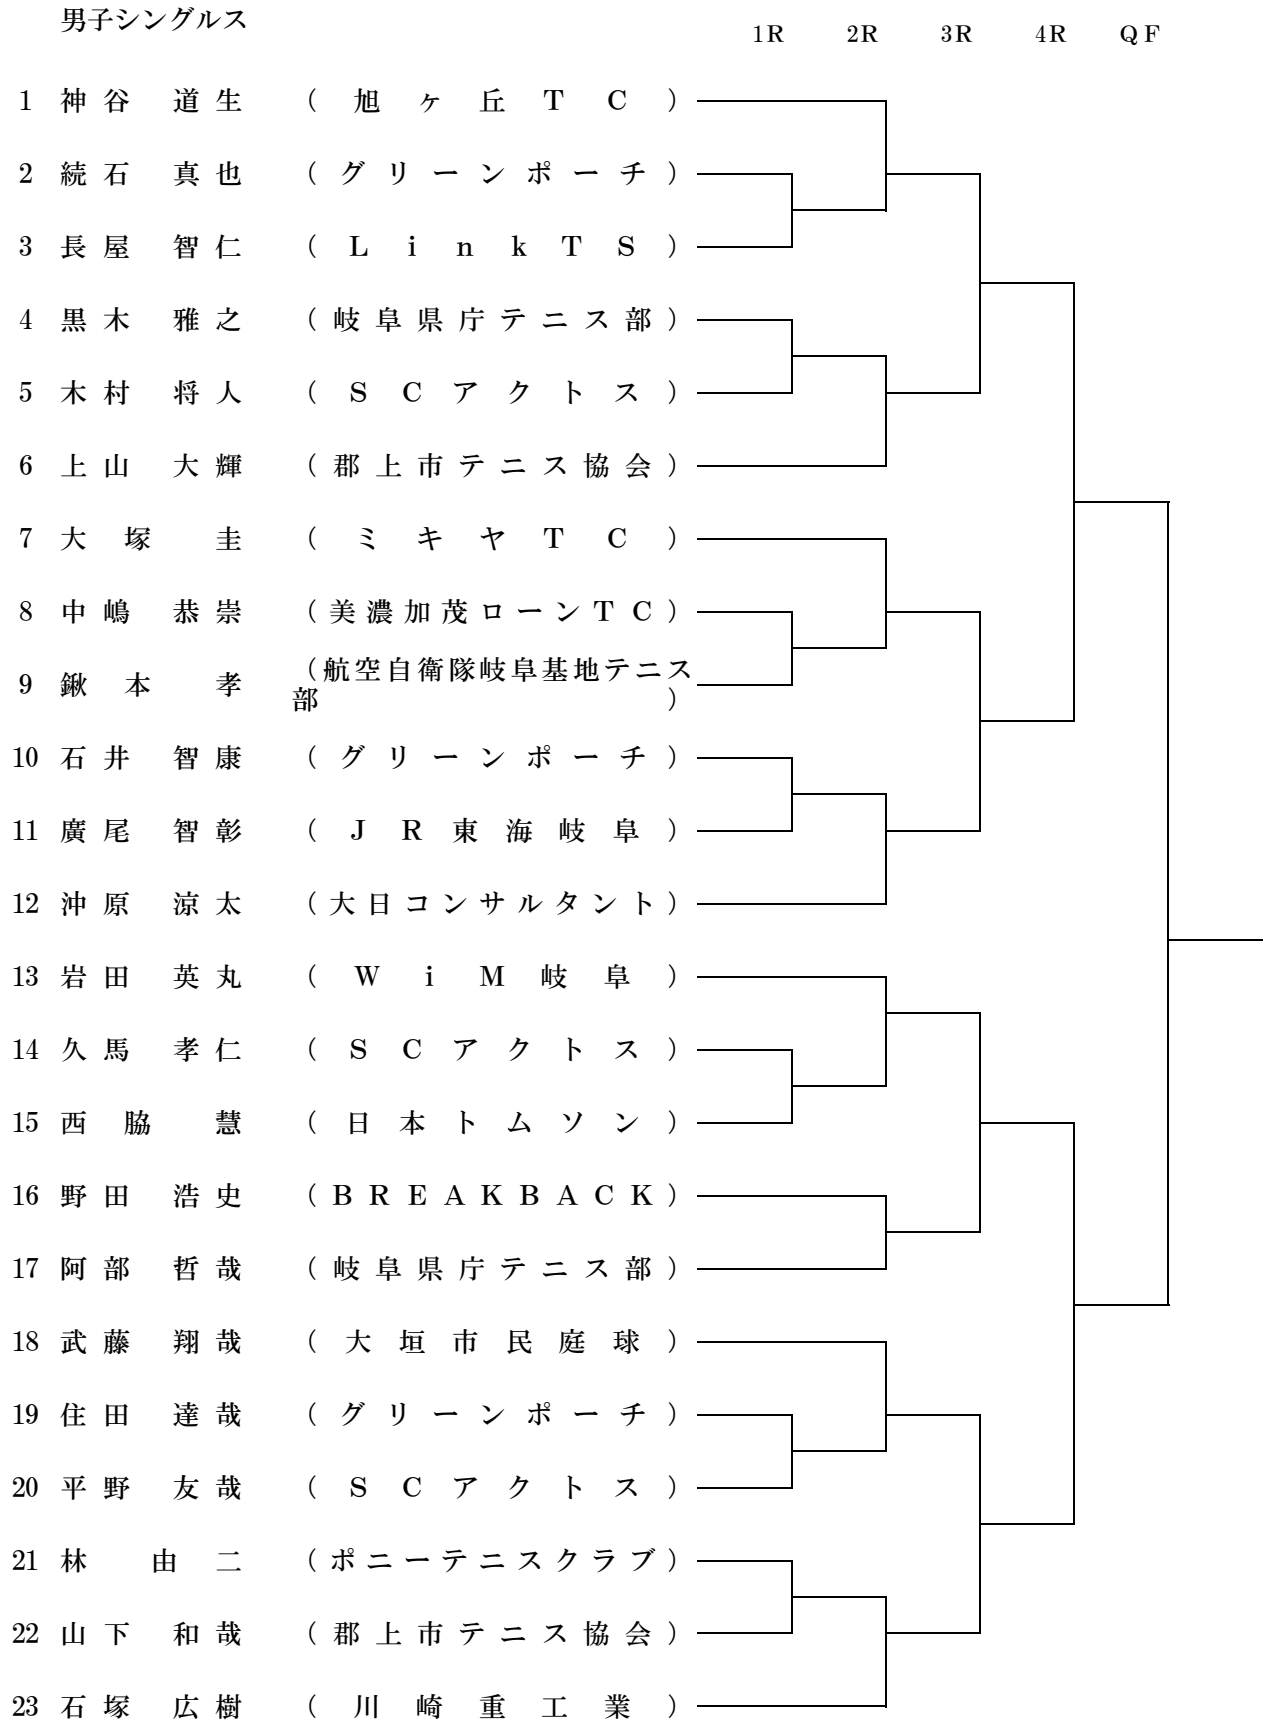 男子シングルス
1R 2R 3R 4R QF
1 神谷 道生 (旭ヶ丘TC)
2 続石 真也 (グリーンポーチ)
3 長屋 智仁 (LinkTS)
4 黒木 雅之 (岐阜県庁テニス部)
5 木村 将人 (SCアクトス)
6 上山 大輝 (郡上市テニス協会)
7 大塚 圭 (ミキヤTC)
8 中嶋 恭崇 (美濃加茂ローンTC)
9 鍬本 孝 (航空自衛隊岐阜基地テニス
部)
10 石井 智康 (グリーンポーチ)
11 廣尾 智彰 (JR東海岐阜)
12 沖原 涼太 (大日コンサルタント)
13 岩田 英丸 (WiM岐阜)
14 久馬 孝仁 (SCアクトス)
15 西脇 慧 (日本トムソン)
16 野田 浩史 (BREAKBACK)
17 阿部 哲哉 (岐阜県庁テニス部)
18 武藤 翔哉 (大垣市民庭球)
19 住田 達哉 (グリーンポーチ)
20 平野 友哉 (SCアクトス)
21 林 由二 (ポニーテニスクラブ)
22 山下 和哉 (郡上市テニス協会)
23 石塚 広樹 (川崎重工業)